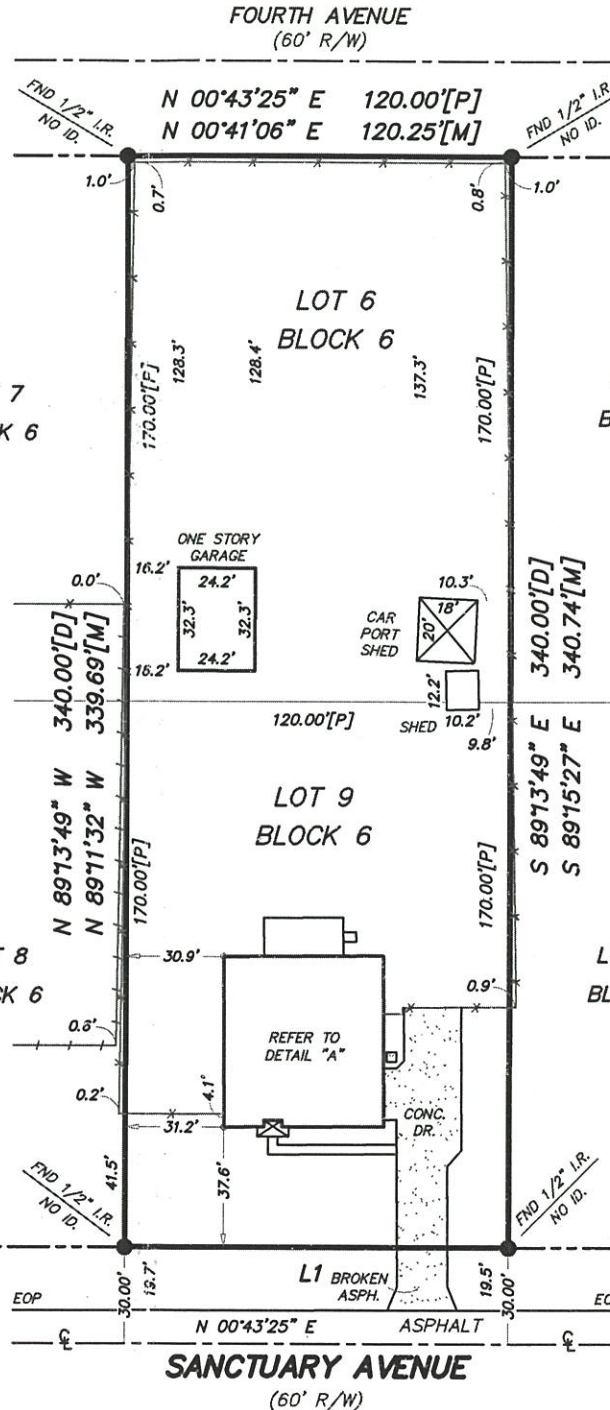 FOURTH AVENUE
(60' R/W)
FND 1/2" I.R.
NO ID.
N 00°43'25" E 120.00'[P]
N 00°41'06" E 120.25'[M]
FND 1/2" I.R.
NO ID.
1.0'
0.7'
0.8'
1.0'
LOT 6
BLOCK 6
128.3'
128.4'
137.3'
170.00'[P]
170.00'[P]
7
K 6
B
ONE STORY
GARAGE
16.2'
24.2'
0.0'
32.3'
32.3'
24.2'
16.2'
10.3'
18'
20'
CAR
PORT
SHED
12.2'
SHED
10.2'
9.8'
120.00'[P]
N 89°13'49" W 340.00'[D]
N 89°11'32" W 339.69'[M]
S 89°13'49" E 340.00'[D]
S 89°15'27" E 340.74'[M]
LOT 9
BLOCK 6
170.00'[P]
170.00'[P]
T 8
CK 6
L
BL
30.9'
0.9'
REFER TO
DETAIL "A"
CONC.
DR.
0.2'
4.1'
31.2'
37.6'
41.5'
FND 1/2" I.R.
NO ID.
FND 1/2" I.R.
NO ID.
30.00'
19.7'
L1
BROKEN
ASPH.
19.5'
30.00'
EOP
EO
N 00°43'25" E
ASPHALT
SANCTUARY AVENUE
(60' R/W)